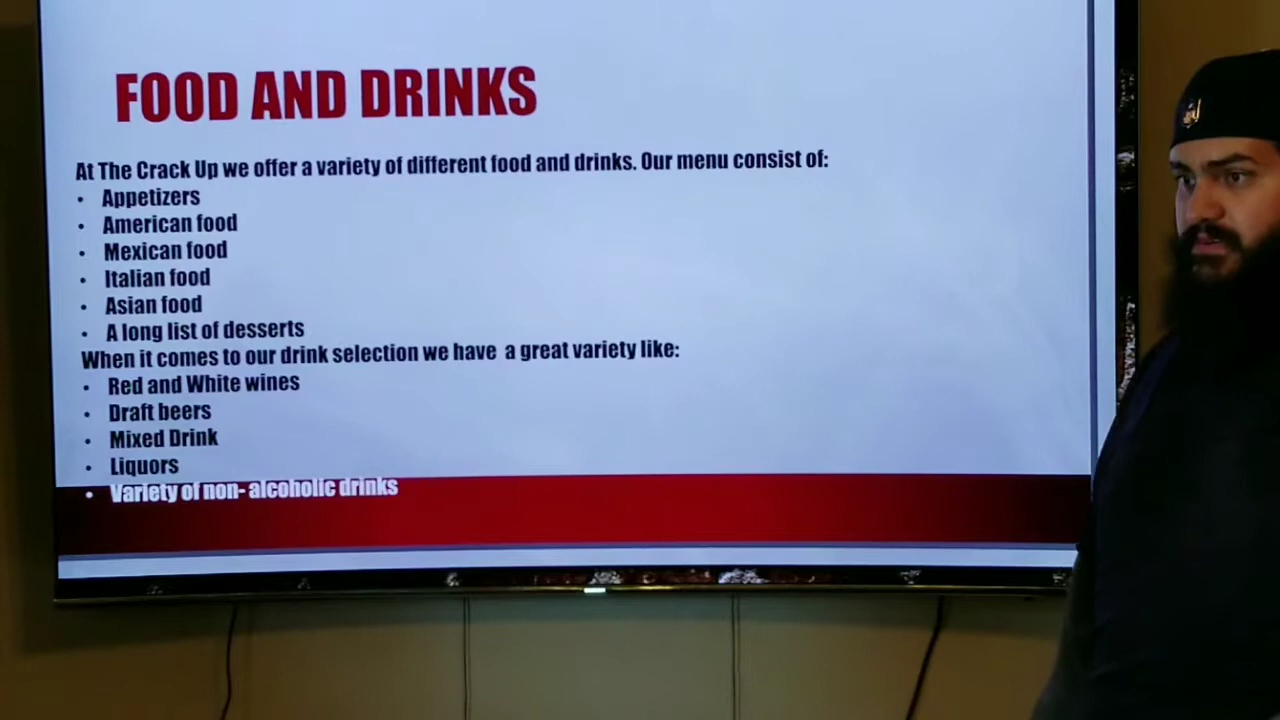 FOOD AND DRINKS
At The Crack Up we offer a variety of different food and drinks. Our menu consist of:
• Appetizers
• American food
• Mexican food
• Italian food
• Asian food
• A long list of desserts
When it comes to our drink selection we have a great variety like:
• Red and White wines
• Draft beers
• Mixed Drink
• Liquors
• Variety of non- alcoholic drinks